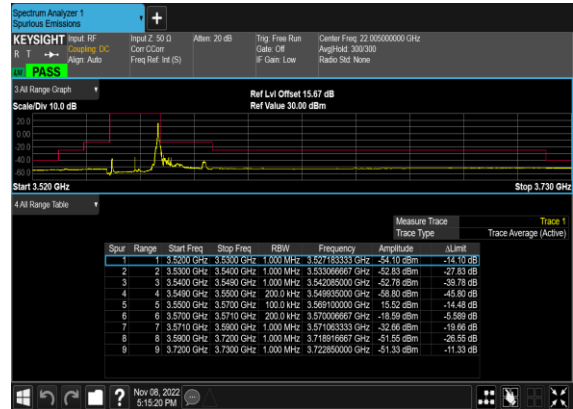 Spectrum Analyzer 1
Spurious Emissions
KEYSIGHT Input: RF Input Z: 50 Ω Atten: 20 dB Trig: Free Run Center Freq: 22.005000000 GHz
R T Coupling: DC Corr CCorr Gate: Off Avg|Hold: 300/300
Align: Auto Freq Ref: Int (S) IF Gain: Low Radio Std: None
PASS
3 All Range Graph
Ref Lvl Offset 15.67 dB
Scale/Div 10.0 dB Ref Value 30.00 dBm
20.0
0.00
-20.0
-40.0
-60.0
Start 3.520 GHz Stop 3.730 GHz
4 All Range Table
Measure Trace Trace 1
Trace Type Trace Average (Active)
Spur Range Start Freq Stop Freq RBW Frequency Amplitude ΔLimit
1 1 3.5200 GHz 3.5300 GHz 1.000 MHz 3.527183333 GHz -54.10 dBm -14.10 dB
2 2 3.5300 GHz 3.5400 GHz 1.000 MHz 3.533066667 GHz -52.83 dBm -27.83 dB
3 3 3.5400 GHz 3.5490 GHz 1.000 MHz 3.542085000 GHz -52.78 dBm -39.78 dB
4 4 3.5490 GHz 3.5500 GHz 200.0 kHz 3.549935000 GHz -58.80 dBm -45.80 dB
5 5 3.5500 GHz 3.5700 GHz 100.0 kHz 3.569100000 GHz 15.52 dBm -14.48 dB
6 6 3.5700 GHz 3.5710 GHz 200.0 kHz 3.570006667 GHz -18.59 dBm -5.589 dB
7 7 3.5710 GHz 3.5900 GHz 1.000 MHz 3.571063333 GHz -32.66 dBm -19.66 dB
8 8 3.5900 GHz 3.7200 GHz 1.000 MHz 3.718916667 GHz -51.55 dBm -26.55 dB
9 9 3.7200 GHz 3.7300 GHz 1.000 MHz 3.722850000 GHz -51.33 dBm -11.33 dB
Nov 08, 2022
5:15:20 PM